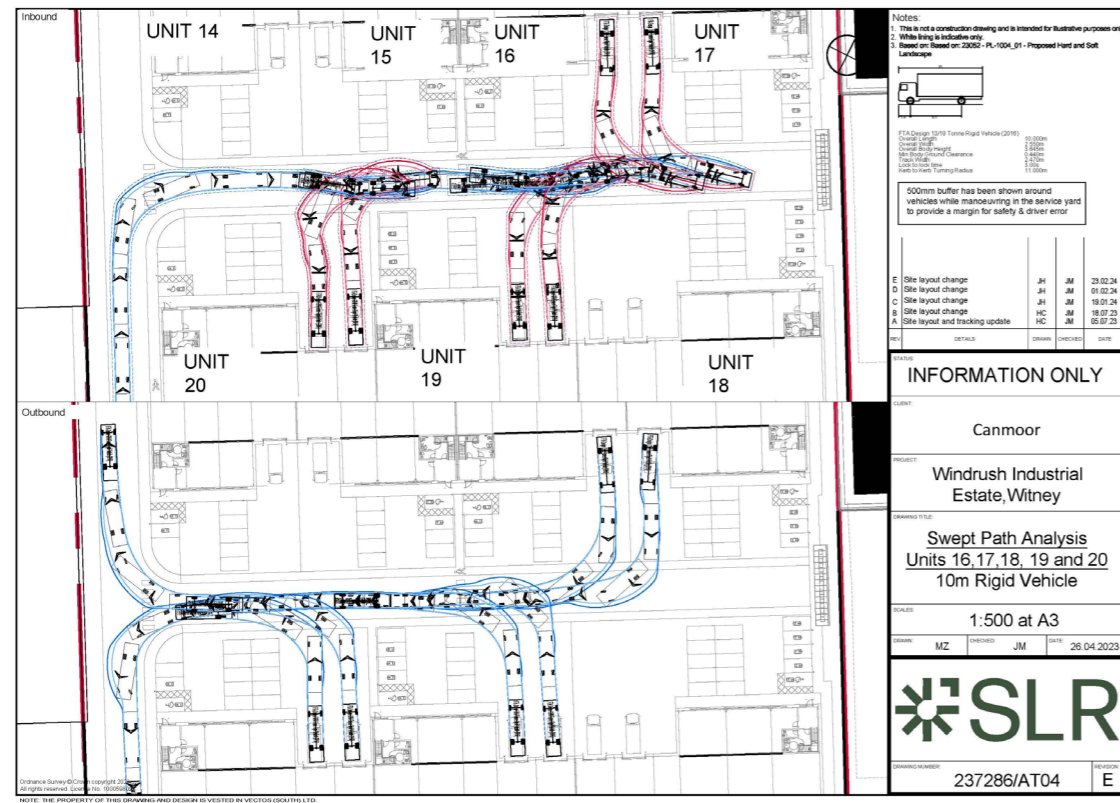 Inbound
UNIT 14
UNIT
15
UNIT
16
UNIT
17
UNIT
20
UNIT
19
UNIT
18
Outbound
All rights reserved.
NOTE: THE PROPERTY OF THIS DRAWING AND DESIGN IS VESTED IN VECTOS (SOUTH) LTD.
Notes:
1. This is not a construction drawing and is intended for illustrative purposes on
2. White lining is indicative only.
3. Based on: Based on: 23052 - PL-1004_01 - Proposed Hard and Soft
Landscape
FTA Design 12/18 Tonne Rigid Vehicle (2016)
Overall Length 10.000m
Overall Width 2.550m
Overall Body Height
Min Body Ground Clearance 0.440m
Track Width 2.470m
Lock to lock time 3.00s
Kerb to Kerb Turning Radius 11.000m
500mm buffer has been shown around
vehicles while manoeuvring in the service yard
to provide a margin for safety & driver error
E Site layout change JH JM 23.02.24
D Site layout change JH JM 01.02.24
C Site layout change JH JM 19.01.24
B Site layout change HC JM 18.07.23
A Site layout and tracking update HC JM 05.07.23
REV. DETAILS DRAWN CHECKED DATE
STATUS:
INFORMATION ONLY
CLIENT:
Canmoor
PROJECT:
Windrush Industrial
Estate,Witney
DRAWING TITLE:
Swept Path Analysis
Units 16,17,18, 19 and 20
10m Rigid Vehicle
SCALES:
1:500 at A3
DRAWN: MZ CHECKED: JM DATE: 26.04.2023
SLR
DRAWING NUMBER: REVISION:
237286/AT04 E